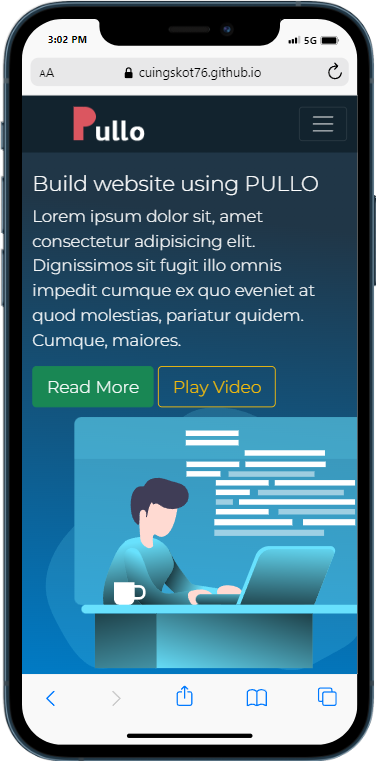 3:02 PM
5G
AA
cuingskot76.github.io
Pullo
Build website using PULLO
Lorem ipsum dolor sit, amet
consectetur adipisicing elit.
Dignissimos sit fugit illo omnis
impedit cumque ex quo eveniet at
quod molestias, pariatur quidem.
Cumque, maiores.
Read More
Play Video